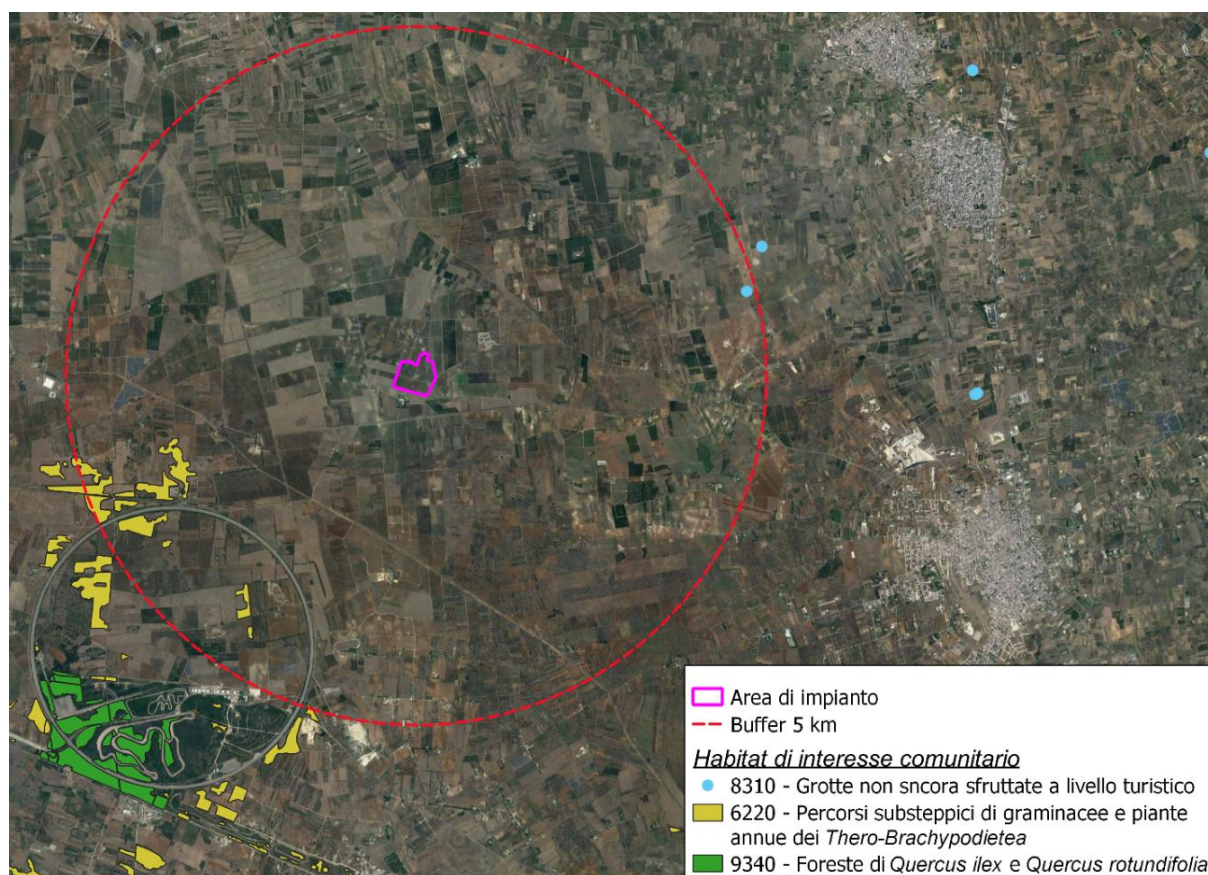 Area di impianto
Buffer 5 km
Habitat di interesse comunitario
8310 - Grotte non sncora sfruttate a livello turistico
6220 - Percorsi substeppici di graminacee e piante
annue dei Thero-Brachypodietea
9340 - Foreste di Quercus ilex e Quercus rotundifolia